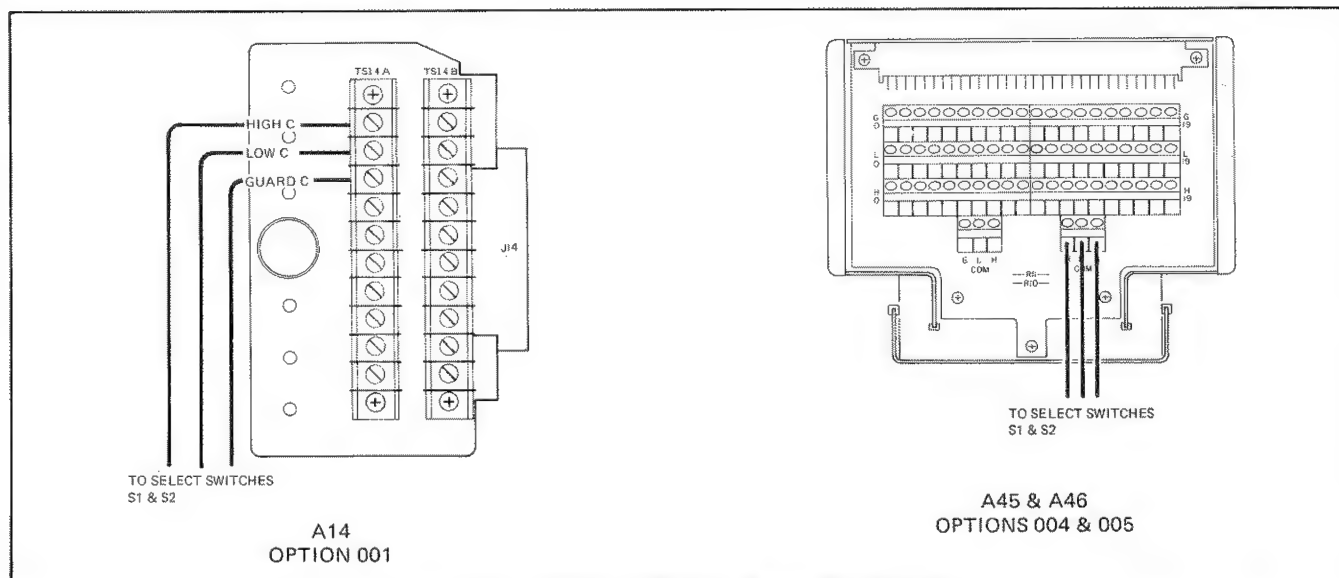 TS14 A TS14 B
HIGH C
LOW C
GUARD C
J14
TO SELECT SWITCHES
S1 & S2
A14
OPTION 001
G G
0 19
L L
0 19
H H
0 19
G L H
COM
COM
R10
TO SELECT SWITCHES
S1 & S2
A45 & A46
OPTIONS 004 & 005